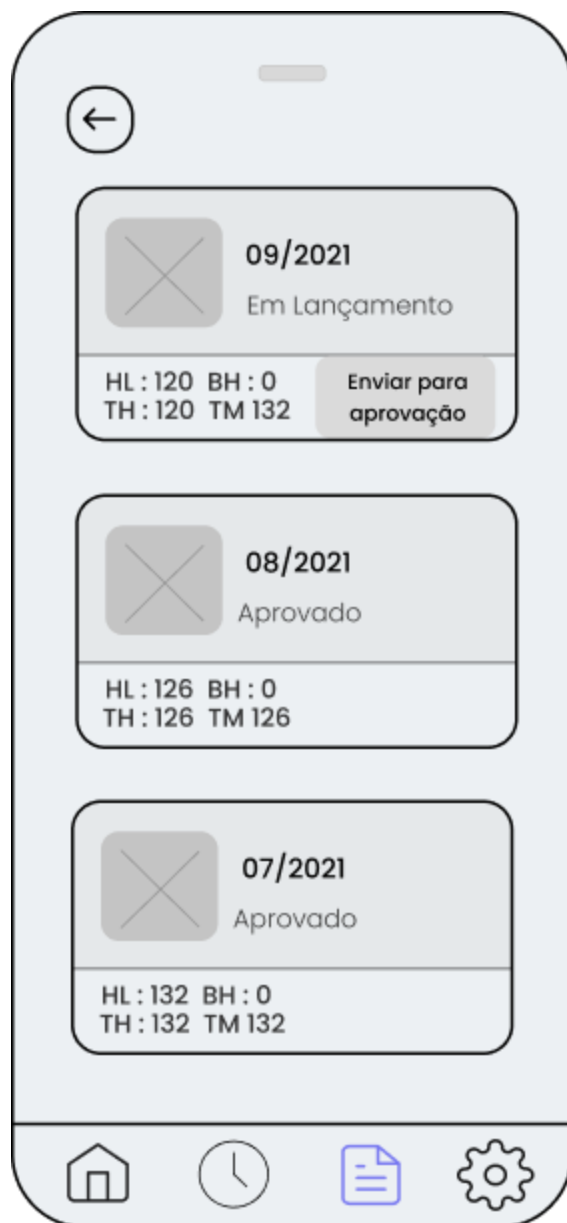 09/2021
Em Lançamento
HL : 120 BH : 0
TH : 120 TM 132
Enviar para
aprovação
08/2021
Aprovado
HL : 126 BH : 0
TH : 126 TM 126
07/2021
Aprovado
HL : 132 BH : 0
TH : 132 TM 132